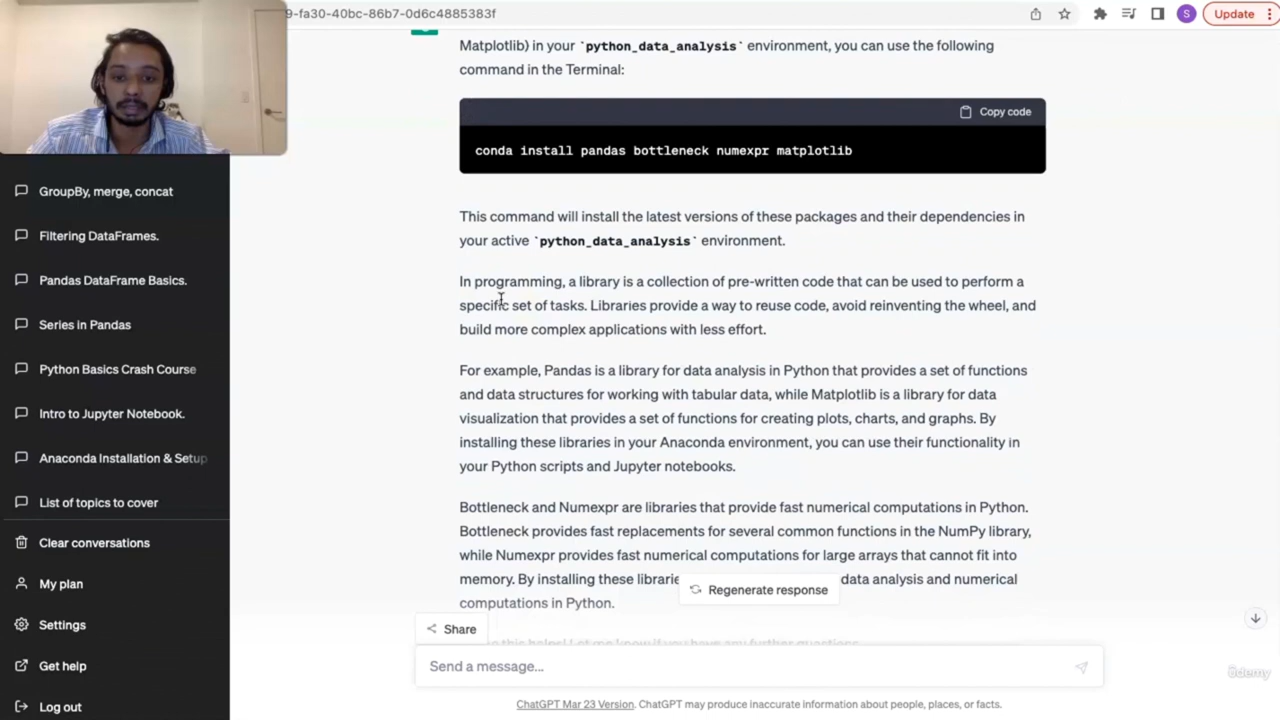 9-fa30-40bc-86b7-0d6c4885383f
S
Update
Matplotlib) in your `python_data_analysis` environment, you can use the following
command in the Terminal:
Copy code
conda install pandas bottleneck numexpr matplotlib
This command will install the latest versions of these packages and their dependencies in
your active `python_data_analysis` environment.
In programming, a library is a collection of pre-written code that can be used to perform a
specific set of tasks. Libraries provide a way to reuse code, avoid reinventing the wheel, and
build more complex applications with less effort.
For example, Pandas is a library for data analysis in Python that provides a set of functions
and data structures for working with tabular data, while Matplotlib is a library for data
visualization that provides a set of functions for creating plots, charts, and graphs. By
installing these libraries in your Anaconda environment, you can use their functionality in
your Python scripts and Jupyter notebooks.
Bottleneck and Numexpr are libraries that provide fast numerical computations in Python.
Bottleneck provides fast replacements for several common functions in the NumPy library,
while Numexpr provides fast numerical computations for large arrays that cannot fit into
memory. By installing these librarie data analysis and numerical
computations in Python.
Regenerate response
GroupBy, merge, concat
Filtering DataFrames.
Pandas DataFrame Basics.
Series in Pandas
Python Basics Crash Course
Intro to Jupyter Notebook.
Anaconda Installation & Setup
List of topics to cover
Clear conversations
My plan
Settings
Get help
Log out
Share
this helps! Let me know if you have any further questions
Send a message...
ChatGPT Mar 23 Version. ChatGPT may produce inaccurate information about people, places, or facts.
ûdemy